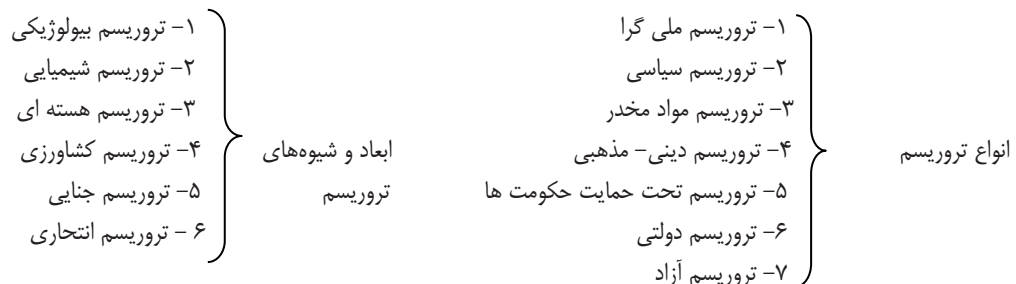 انواع تروریسم
۱- تروریسم ملی گرا
۲- تروریسم سیاسی
۳- تروریسم مواد مخدر
۴- تروریسم دینی- مذهبی
۵- تروریسم تحت حمایت حکومت ها
۶- تروریسم دولتی
۷- تروریسم آزاد
ابعاد و شیوه‌های
تروریسم
۱- تروریسم بیولوژیکی
۲- تروریسم شیمیایی
۳- تروریسم هسته ای
۴- تروریسم کشاورزی
۵- تروریسم جنایی
۶ - تروریسم انتحاری